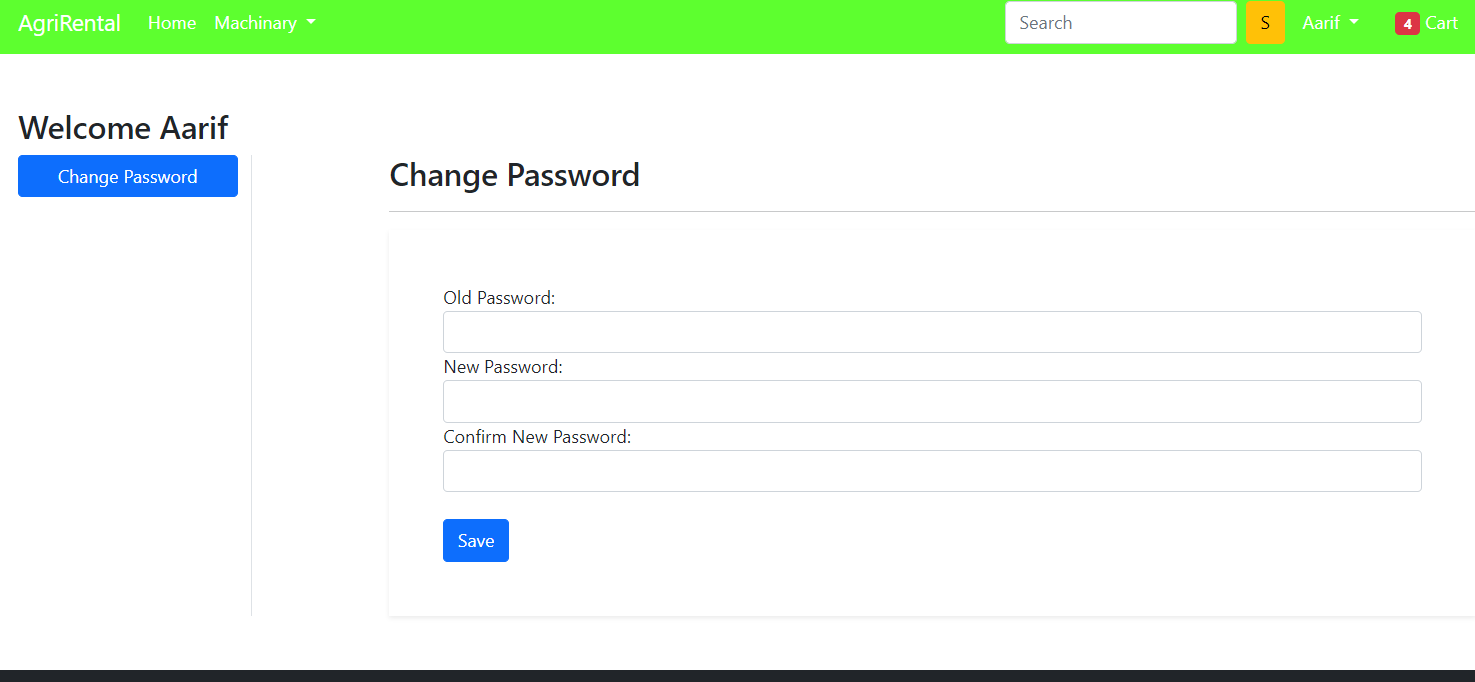 AgriRental Home Machinary Search S Aarif 4 Cart
Welcome Aarif
Change Password
Change Password
Old Password:
New Password:
Confirm New Password:
Save